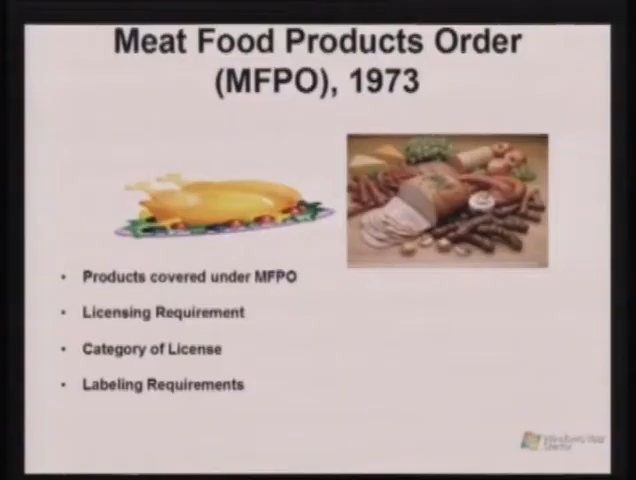 Meat Food Products Order
(MFPO), 1973
• Products covered under MFPO
• Licensing Requirement
• Category of License
• Labeling Requirements